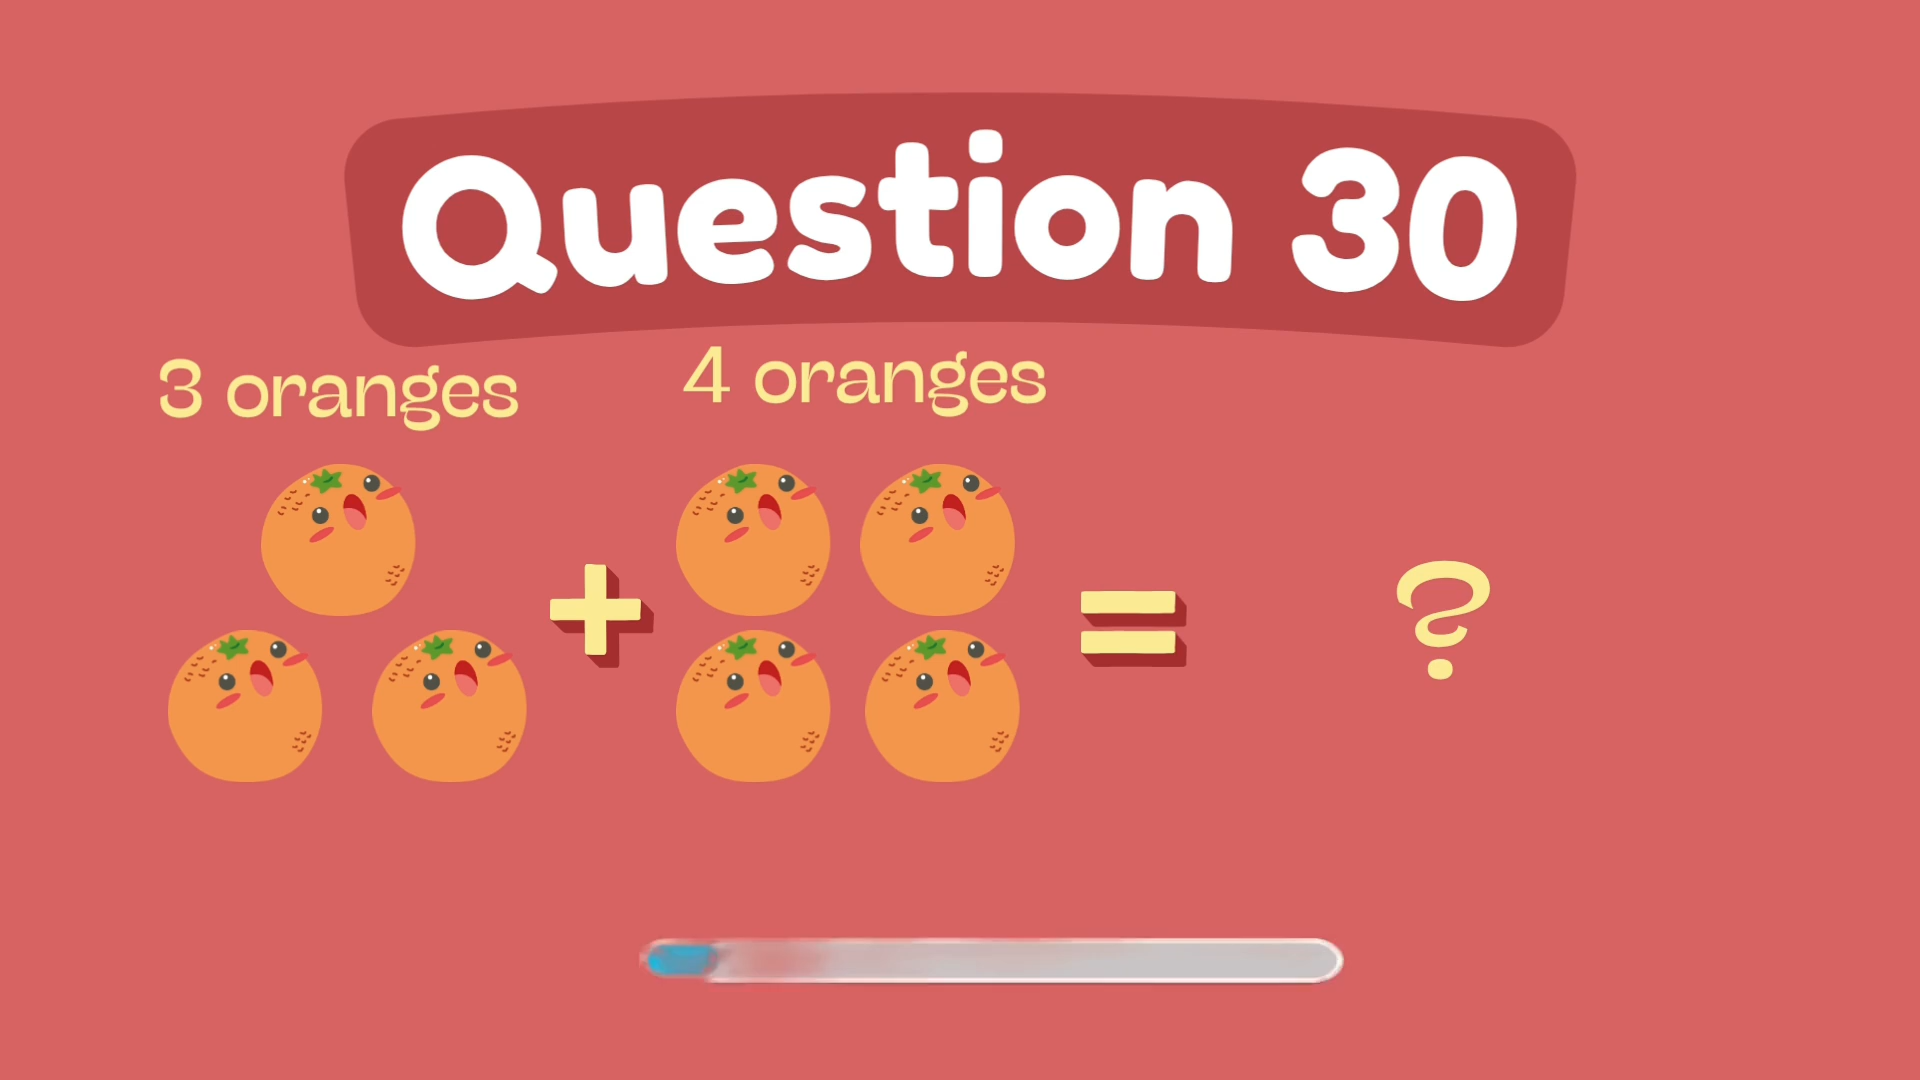 Question 30
3 oranges
4 oranges
+ = ?